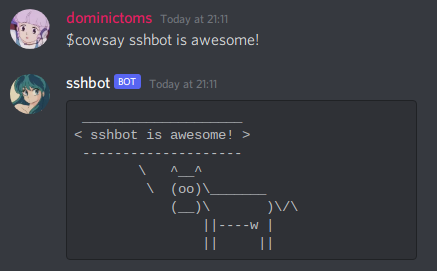 dominictoms Today at 21:11
$cowsay sshbot is awesome!
sshbot BOT Today at 21:11
 ____________________
< sshbot is awesome! >
 --------------------
        \   ^__^
         \  (oo)\_______
            (__)\       )\/\
                ||----w |
                ||     ||